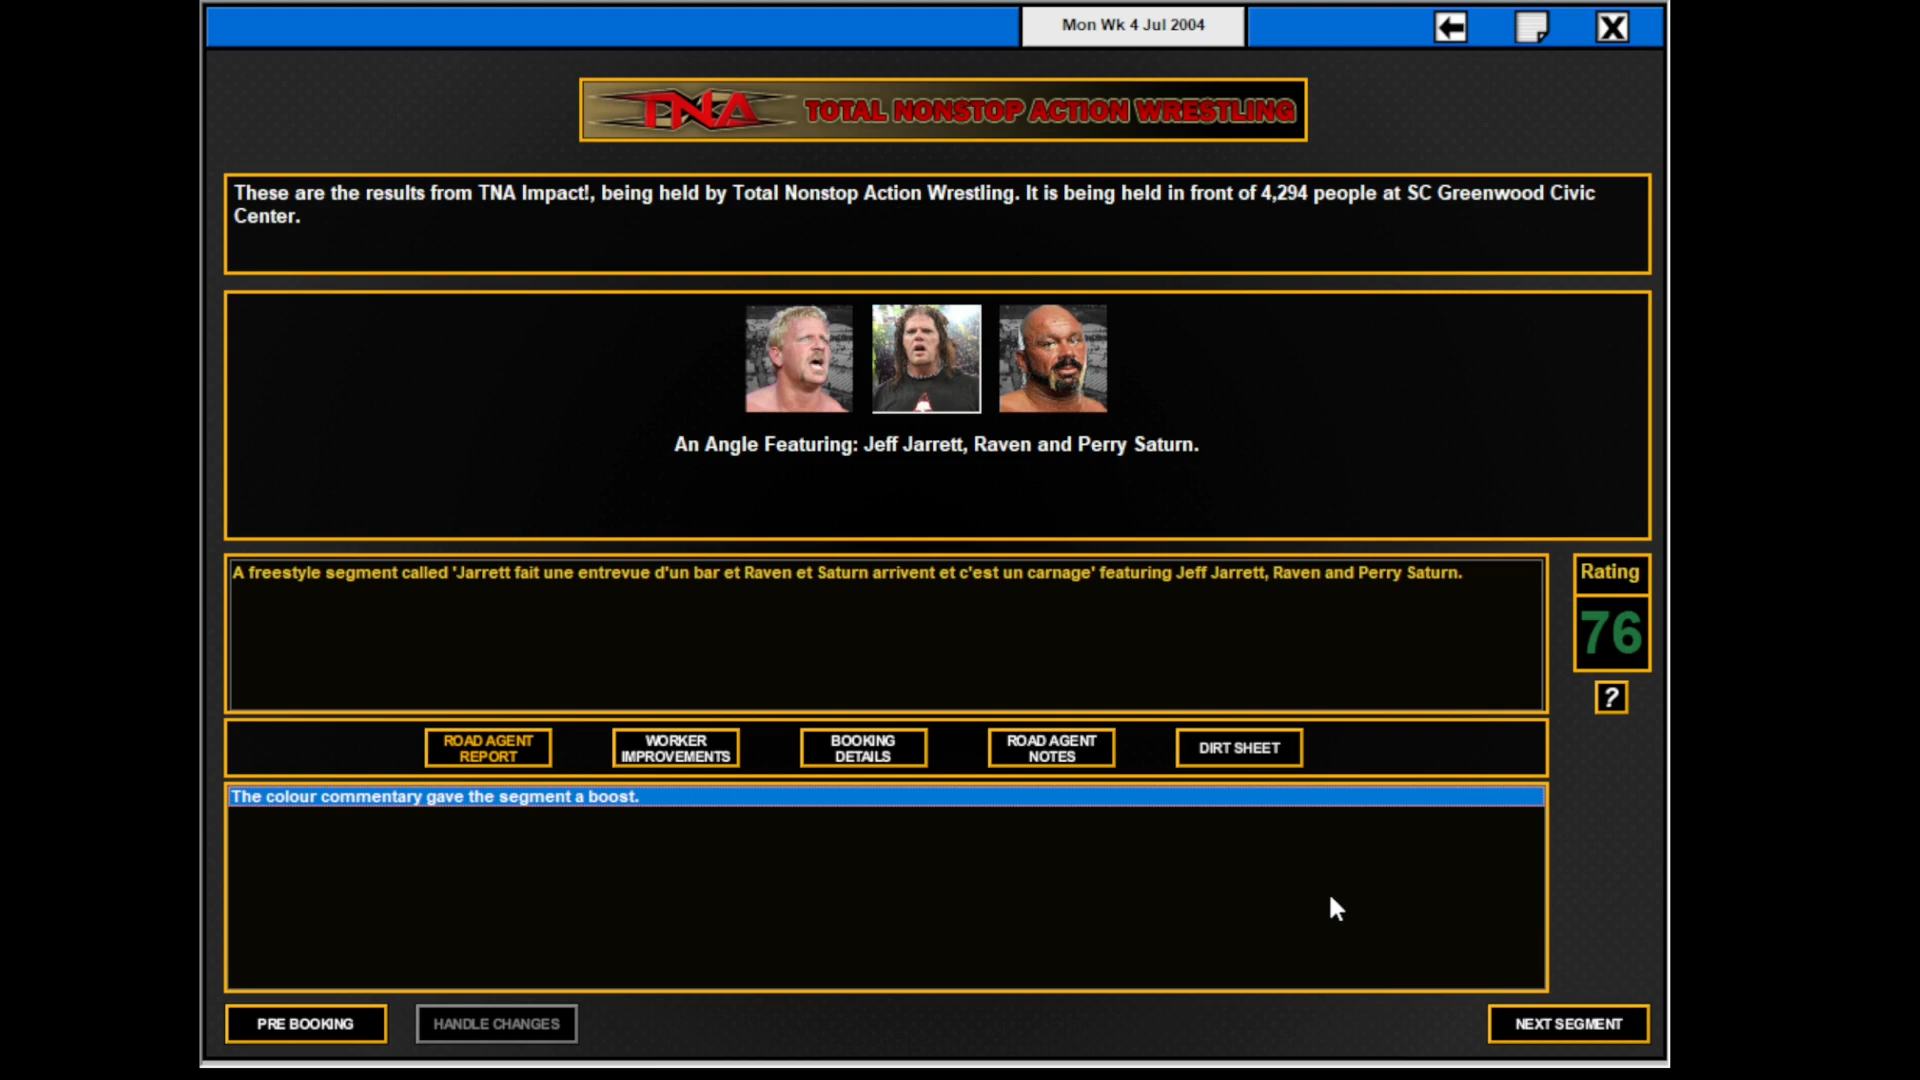 Mon Wk 4 Jul 2004
TNA TOTAL NONSTOP ACTION WRESTLING
These are the results from TNA Impact!, being held by Total Nonstop Action Wrestling. It is being held in front of 4,294 people at SC Greenwood Civic
Center.
An Angle Featuring: Jeff Jarrett, Raven and Perry Saturn.
A freestyle segment called 'Jarrett fait une entrevue d'un bar et Raven et Saturn arrivent et c'est un carnage' featuring Jeff Jarrett, Raven and Perry Saturn.
Rating
76
?
ROAD AGENT
REPORT
WORKER
IMPROVEMENTS
BOOKING
DETAILS
ROAD AGENT
NOTES
DIRT SHEET
The colour commentary gave the segment a boost.
PRE BOOKING
HANDLE CHANGES
NEXT SEGMENT